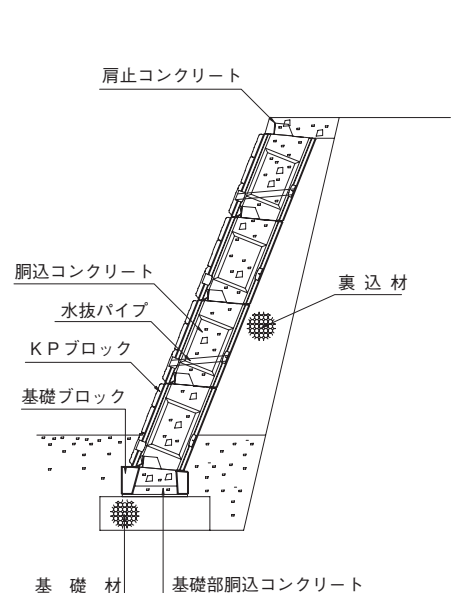 肩止コンクリート
胴込コンクリート
裏込材
水抜パイプ
KPブロック
基礎ブロック
基礎材
基礎部胴込コンクリート